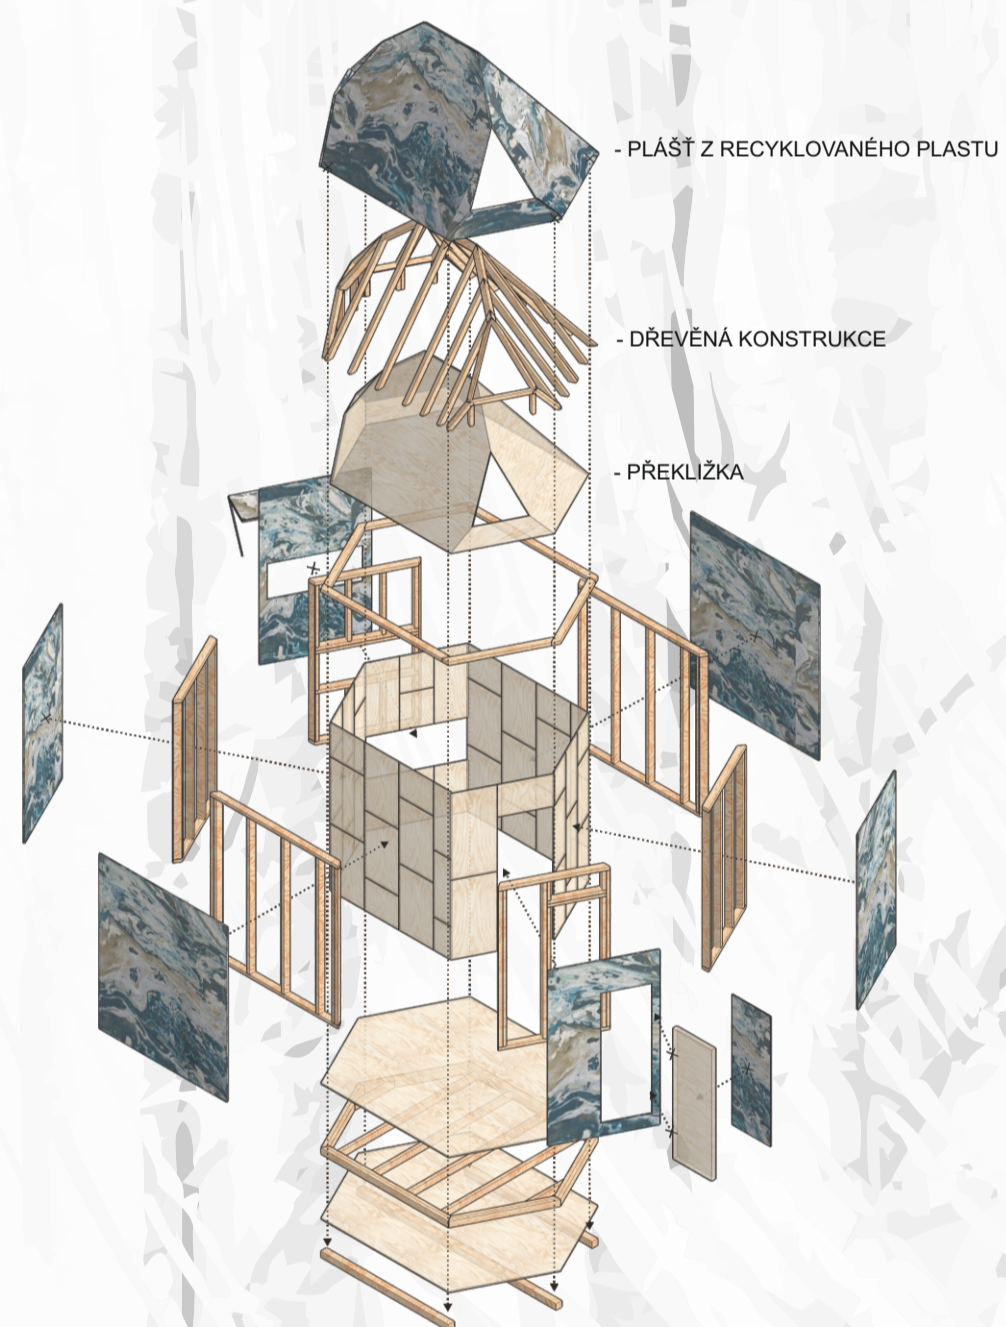 - PLÁŠŤ Z RECYKLOVANÉHO PLASTU
- DŘEVĚNÁ KONSTRUKCE
- PŘEKLIŽKA